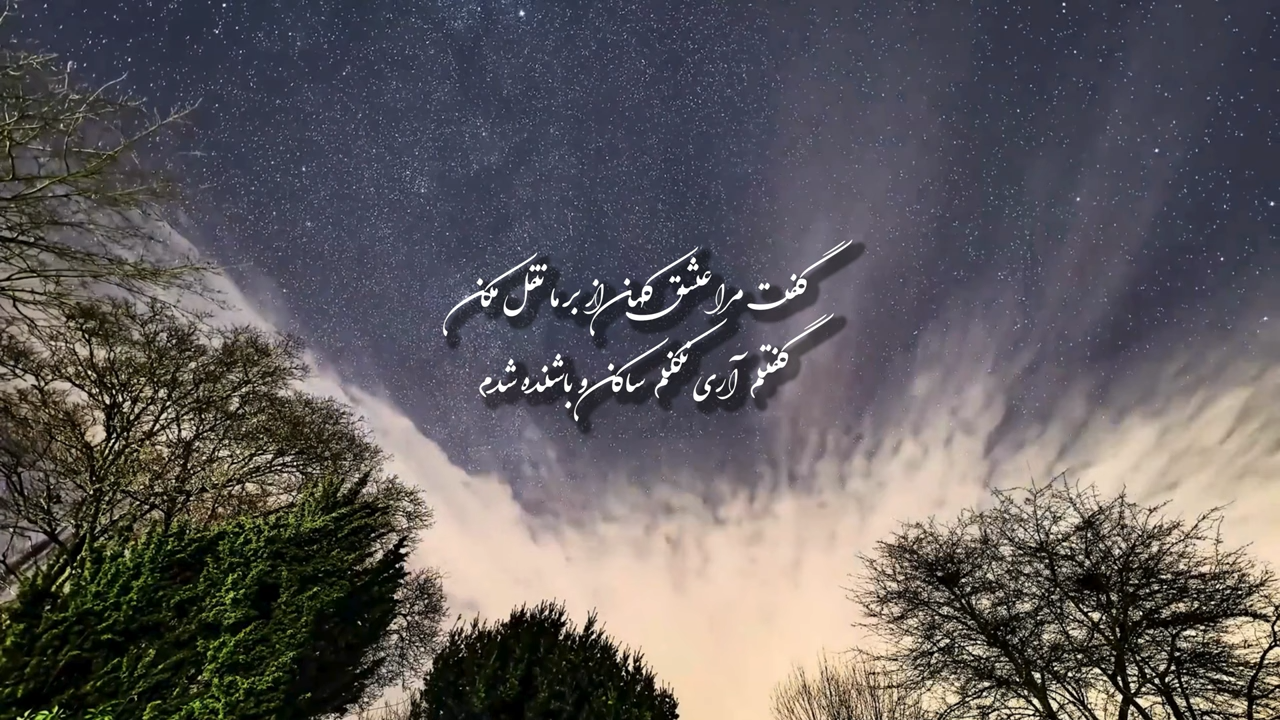 گفت مرا عشق کهن از بر ما نقل مکن
گفتم آری نکنم ساکن و باشنده شدم